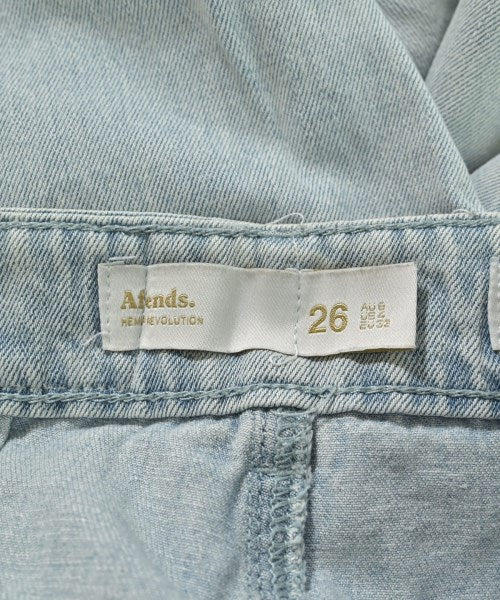 Afends.
HEMP REVOLUTION
26
AU 8
US 2
EU 32